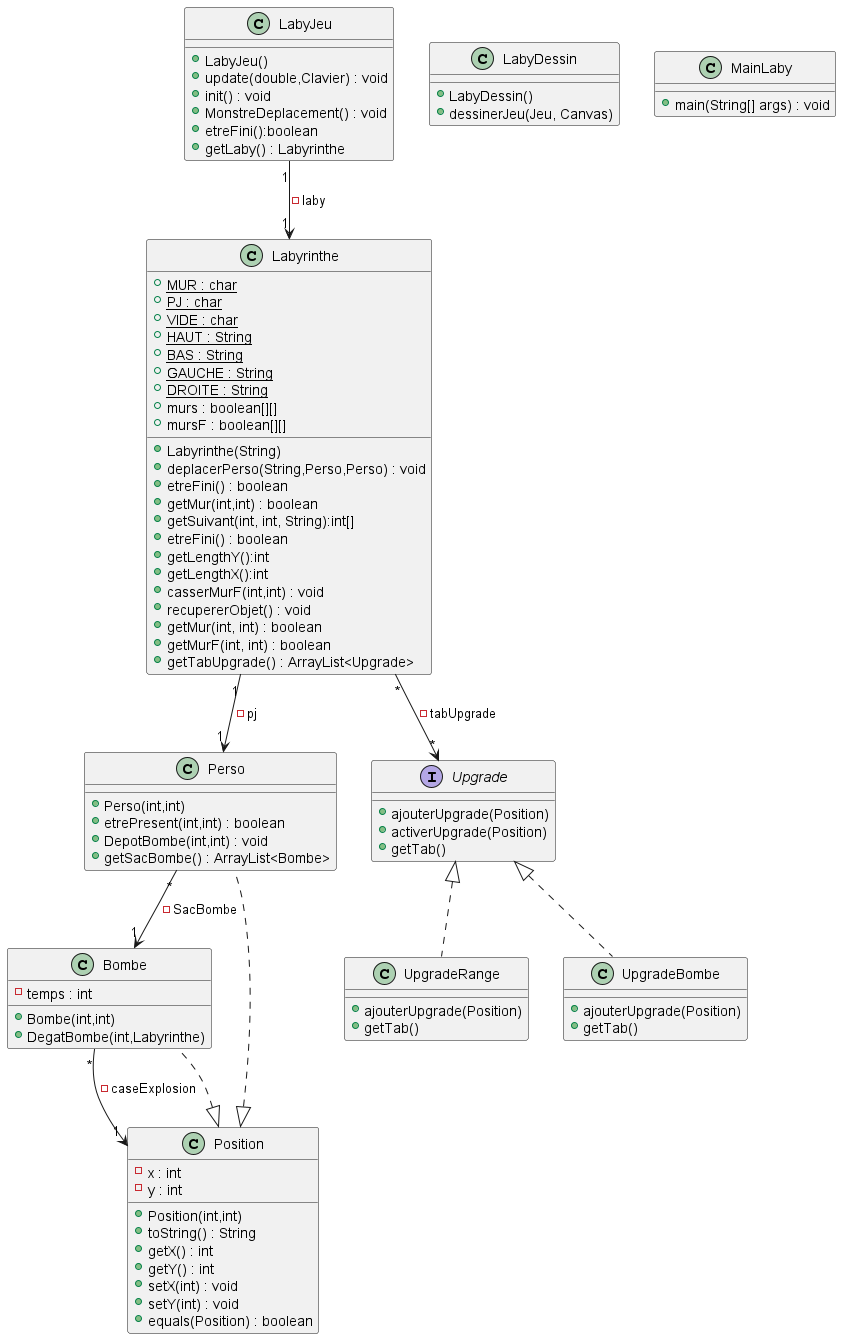 C LabyJeu
LabyJeu()
update(double,Clavier) : void
init() : void
MonstreDeplacement() : void
etreFini():boolean
getLaby() : Labyrinthe
C LabyDessin
LabyDessin()
dessinerJeu(Jeu, Canvas)
C MainLaby
main(String[] args) : void
1
laby
1
C Labyrinthe
MUR : char
PJ : char
VIDE : char
HAUT : String
BAS : String
GAUCHE : String
DROITE : String
murs : boolean[][]
mursF : boolean[][]
Labyrinthe(String)
deplacerPerso(String,Perso,Perso) : void
etreFini() : boolean
getMur(int,int) : boolean
getSuivant(int, int, String):int[]
etreFini() : boolean
getLengthY():int
getLengthX():int
casserMurF(int,int) : void
recupererObjet() : void
getMur(int, int) : boolean
getMurF(int, int) : boolean
getTabUpgrade() : ArrayList<Upgrade>
1
pj
1
*
tabUpgrade
*
C Perso
Perso(int,int)
etrePresent(int,int) : boolean
DepotBombe(int,int) : void
getSacBombe() : ArrayList<Bombe>
I Upgrade
ajouterUpgrade(Position)
activerUpgrade(Position)
getTab()
*
SacBombe
1
C Bombe
temps : int
Bombe(int,int)
DegatBombe(int,Labyrinthe)
C UpgradeRange
ajouterUpgrade(Position)
getTab()
C UpgradeBombe
ajouterUpgrade(Position)
getTab()
*
caseExplosion
1
C Position
x : int
y : int
Position(int,int)
toString() : String
getX() : int
getY() : int
setX(int) : void
setY(int) : void
equals(Position) : boolean